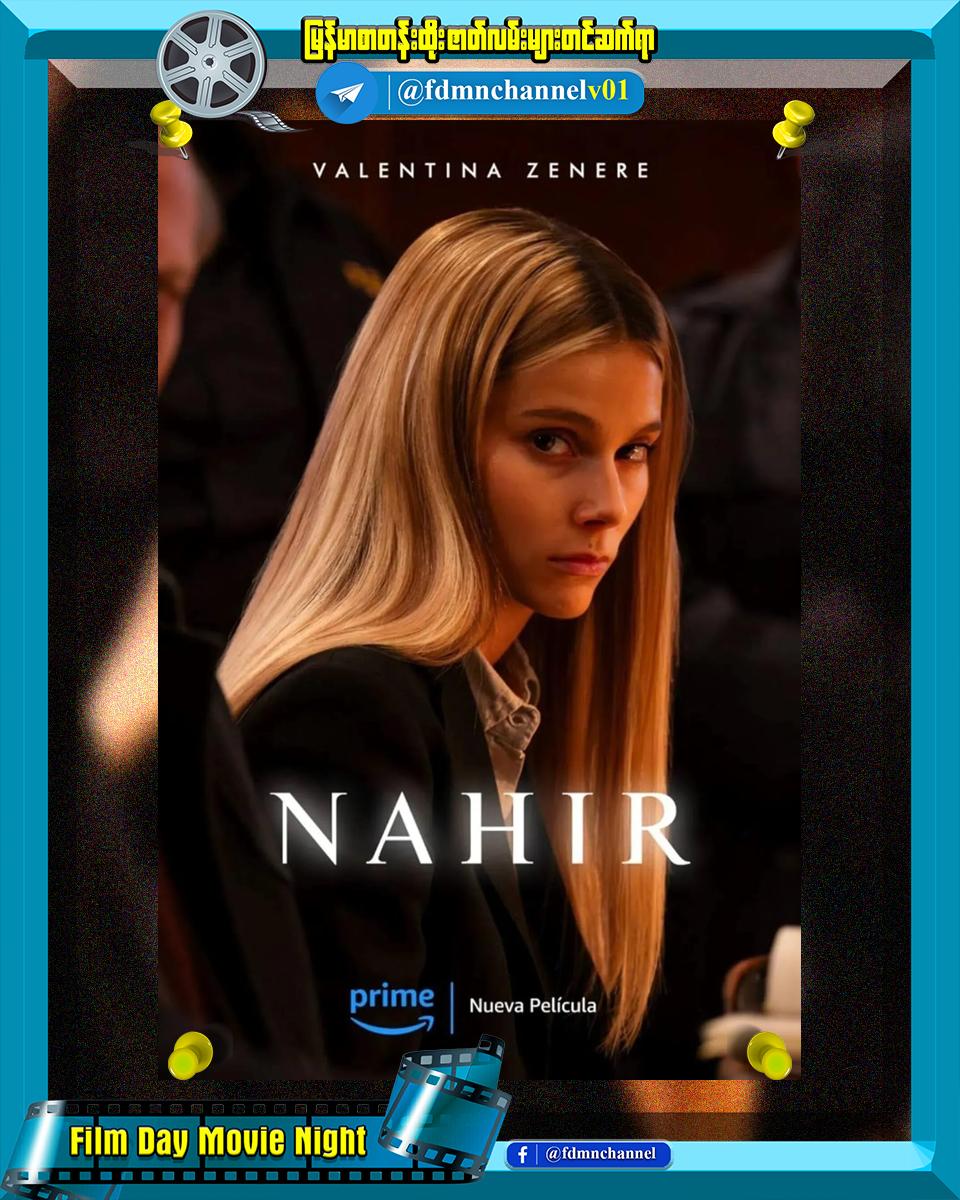 မြန်မာစာတန်းထိုးဇာတ်လမ်းများတင်ဆက်ရာ
@fdmnchannelv01
VALENTINA ZENERE
NAHIR
prime
Nueva Película
Film Day Movie Night
@fdmnchannel